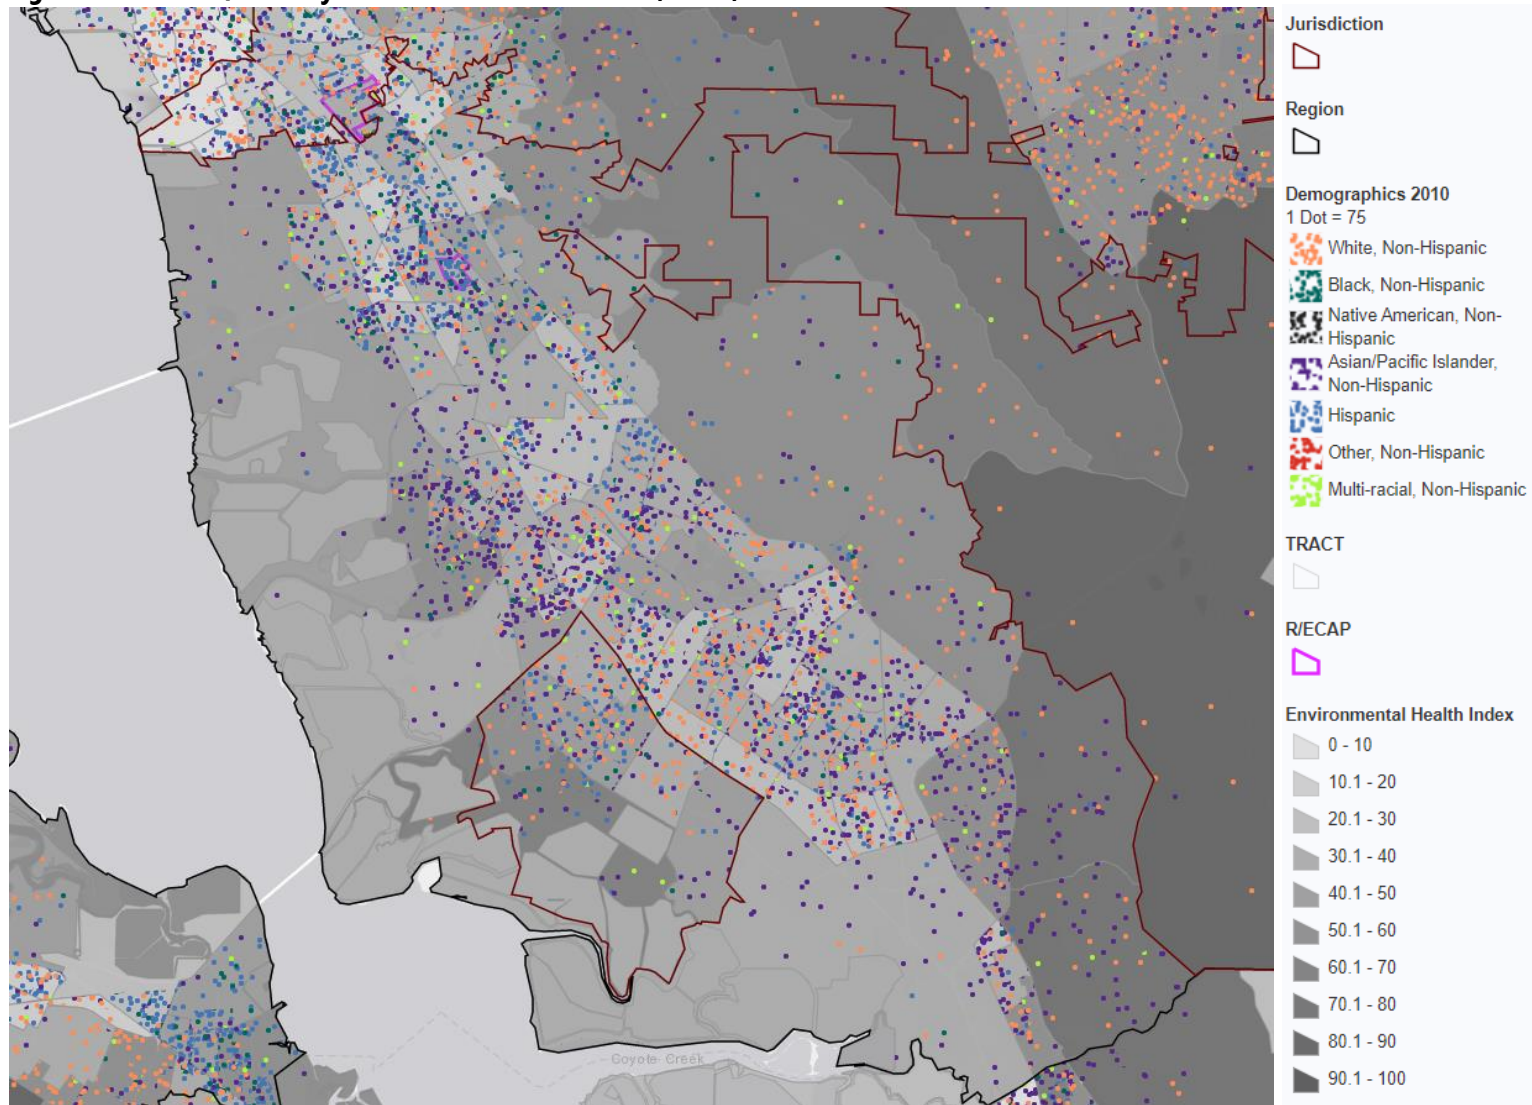 Jurisdiction
Region
Demographics 2010
1 Dot = 75
White, Non-Hispanic
Black, Non-Hispanic
Native American, Non-
Hispanic
Asian/Pacific Islander,
Non-Hispanic
Hispanic
Other, Non-Hispanic
Multi-racial, Non-Hispanic
TRACT
R/ECAP
Environmental Health Index
0 - 10
10.1 - 20
20.1 - 30
30.1 - 40
40.1 - 50
50.1 - 60
60.1 - 70
70.1 - 80
80.1 - 90
90.1 - 100
Coyote Creek